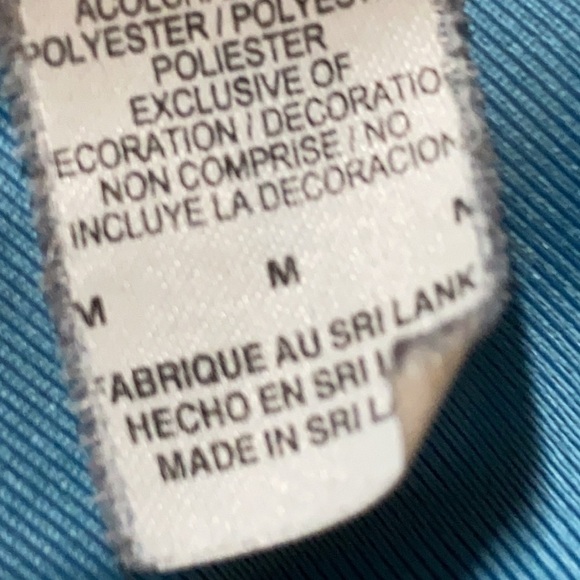 POLYESTER / POLYES
POLIESTER
EXCLUSIVE OF
ECORATION / DECORATIO
NON COMPRISE / NO
INCLUYE LA DECORACION
M M
FABRIQUE AU SRI LANK
HECHO EN SRI L
MADE IN SRI L